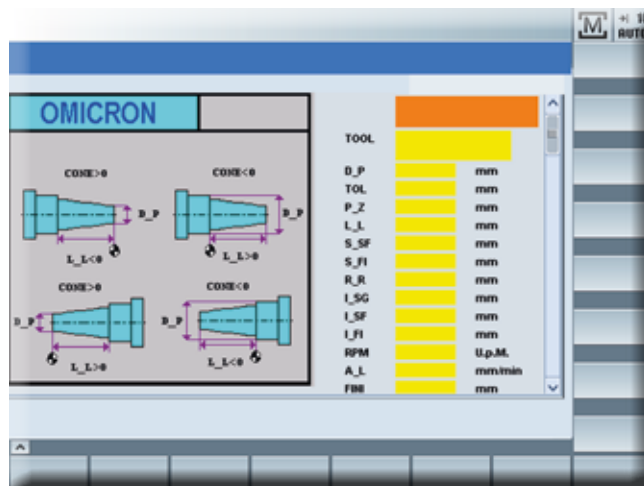 M
AUTO
OMICRON
TOOL
CONE>0
CONE<0
D_P mm
TOL mm
P_Z mm
D_P
D_P
L_L mm
S_SF mm
L_L<0
L_L>0
S_FI mm
R_R mm
CONE>0
CONE<0
I_SG mm
I_SF mm
D_P
D_P
I_FI mm
RPM U.p.M.
L_L>0
L_L<0
A_L mm/min
FINI mm